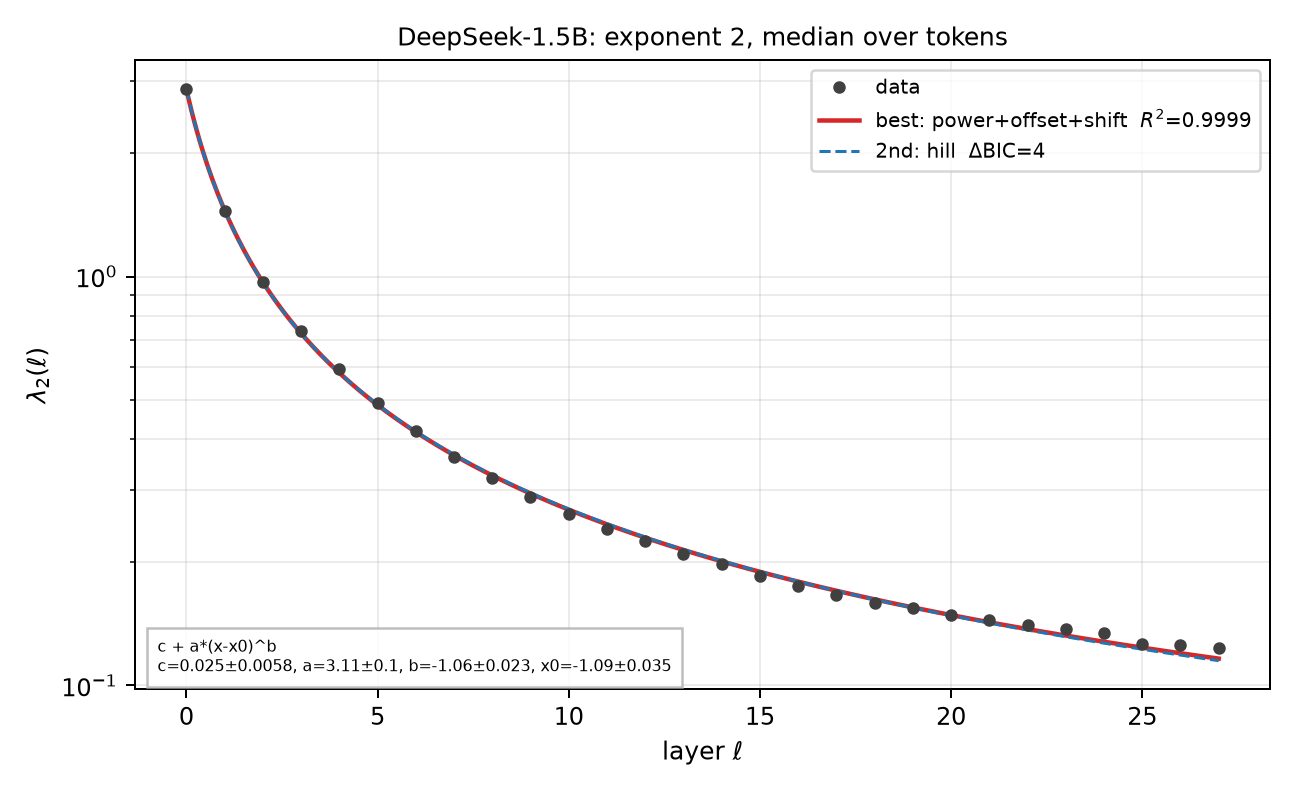 DeepSeek-1.5B: exponent 2, median over tokens
data
best: power+offset+shift R²=0.9999
2nd: hill ΔBIC=4
10⁰
10⁻¹
λ₂(ℓ)
c + a*(x-x0)^b
c=0.025±0.0058, a=3.11±0.1, b=-1.06±0.023, x0=-1.09±0.035
0 5 10 15 20 25
layer ℓ